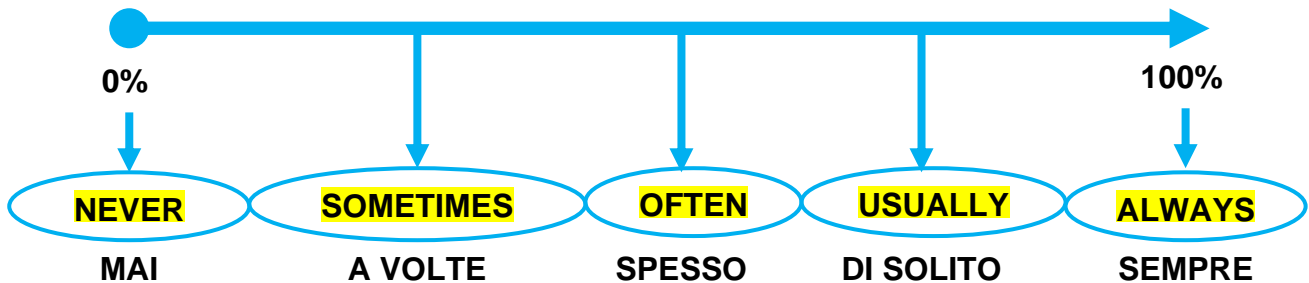 0% 100%
NEVER SOMETIMES OFTEN USUALLY ALWAYS
MAI A VOLTE SPESSO DI SOLITO SEMPRE